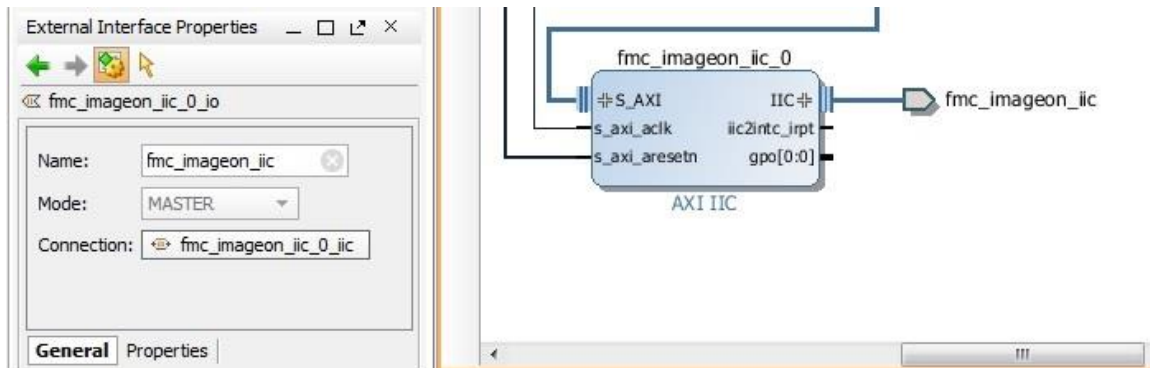 External Interface Properties
fmc_imageon_iic_0_io
Name: fmc_imageon_iic
Mode: MASTER
Connection: fmc_imageon_iic_0_iic
General Properties
fmc_imageon_iic_0
S_AXI IIC
s_axi_aclk iic2intc_irpt
s_axi_aresetn gpo[0:0]
AXI IIC
fmc_imageon_iic